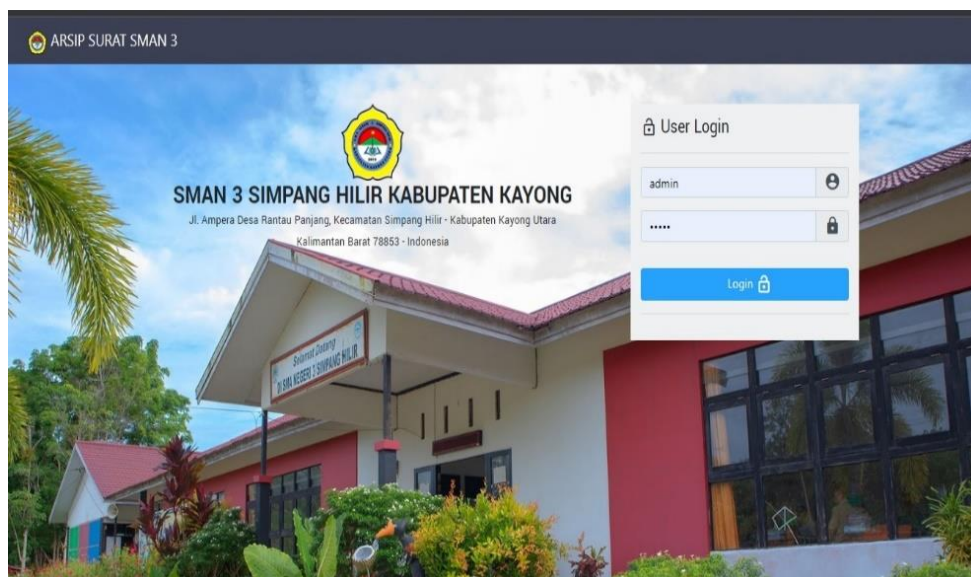 ARSIP SURAT SMAN 3
SMAN 3 SIMPANG HILIR KABUPATEN KAYONG
Jl. Ampera Desa Rantau Panjang, Kecamatan Simpang Hilir - Kabupaten Kayong Utara
Kalimantan Barat 78853 - Indonesia
User Login
admin
•••••
Login
Selamat Datang
DI SMA NEGERI 3 SIMPANG HILIR